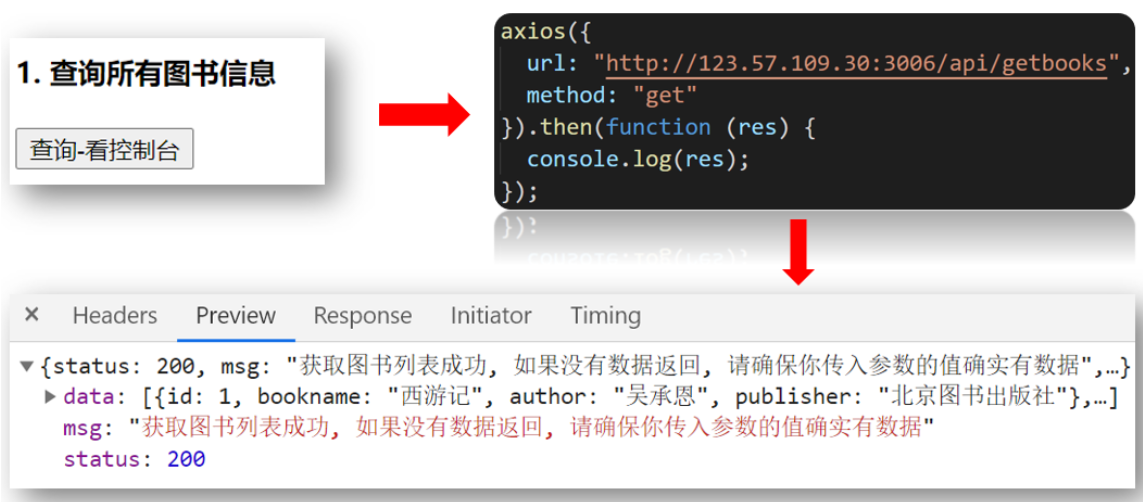 1. 查询所有图书信息
查询-看控制台
axios({
  url: "http://123.57.109.30:3006/api/getbooks",
  method: "get"
}).then(function (res) {
  console.log(res);
});
× Headers Preview Response Initiator Timing
▼{status: 200, msg: "获取图书列表成功, 如果没有数据返回, 请确保你传入参数的值确实有数据",…}
▶data: [{id: 1, bookname: "西游记", author: "吴承恩", publisher: "北京图书出版社"},…]
msg: "获取图书列表成功, 如果没有数据返回, 请确保你传入参数的值确实有数据"
status: 200